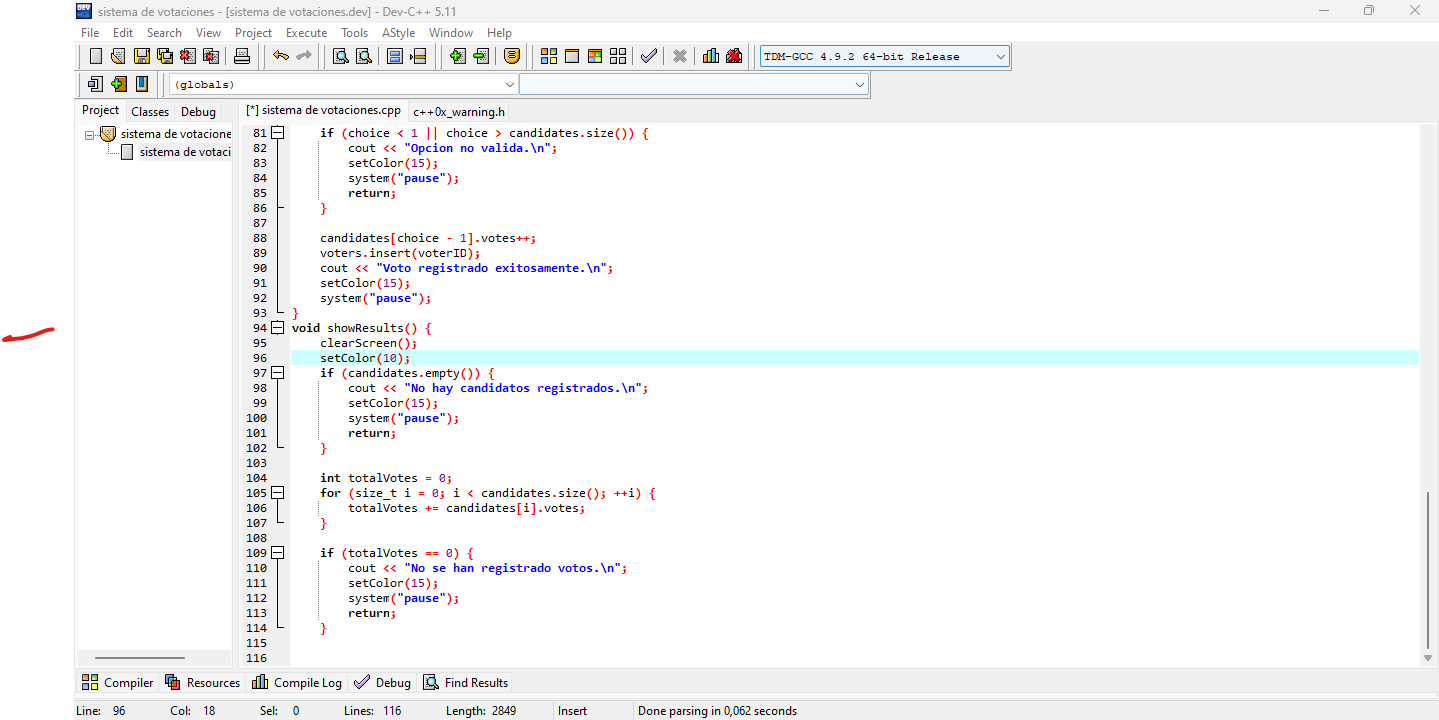 sistema de votaciones - [sistema de votaciones.dev] - Dev-C++ 5.11
File Edit Search View Project Execute Tools AStyle Window Help
TDM-GCC 4.9.2 64-bit Release
(globals)
Project Classes Debug [*] sistema de votaciones.cpp c++0x_warning.h
sistema de votacione
sistema de votaci
81 if (choice < 1 || choice > candidates.size()) {
82 cout << "Opcion no valida.\n";
83 setColor(15);
84 system("pause");
85 return;
86 }
87
88 candidates[choice - 1].votes++;
89 voters.insert(voterID);
90 cout << "Voto registrado exitosamente.\n";
91 setColor(15);
92 system("pause");
93 }
94 void showResults() {
95 clearScreen();
96 setColor(10);
97 if (candidates.empty()) {
98 cout << "No hay candidatos registrados.\n";
99 setColor(15);
100 system("pause");
101 return;
102 }
103
104 int totalVotes = 0;
105 for (size_t i = 0; i < candidates.size(); ++i) {
106 totalVotes += candidates[i].votes;
107 }
108
109 if (totalVotes == 0) {
110 cout << "No se han registrado votos.\n";
111 setColor(15);
112 system("pause");
113 return;
114 }
115
116
Compiler Resources Compile Log Debug Find Results
Line: 96 Col: 18 Sel: 0 Lines: 116 Length: 2849 Insert Done parsing in 0,062 seconds